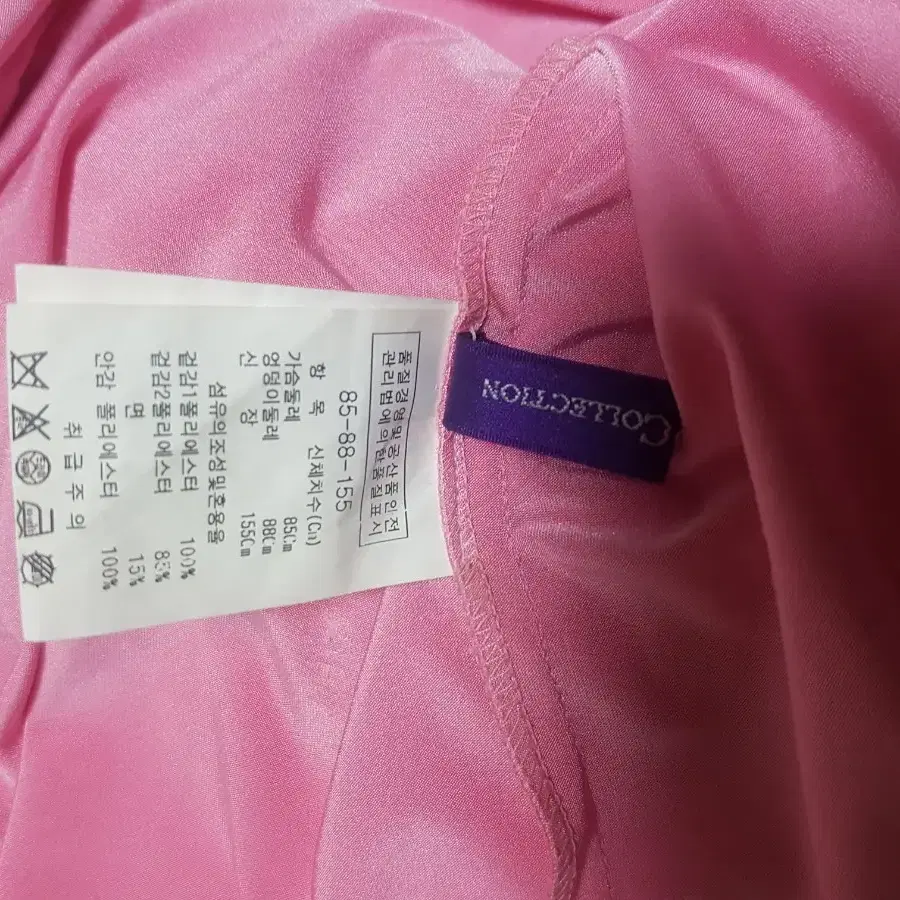 품질경영및공산품안전
관리법에의한품질표시
85-88-155
항 목 신체치수(Cm)
가슴둘레 85Cm
엉덩이둘레 88Cm
신 장 155Cm
섬유의조성및혼용율
겉감1폴리에스터 100%
겉감2폴리에스터 85%
면 15%
안감 폴리에스터 100%
취 급 주 의
COLLECTION